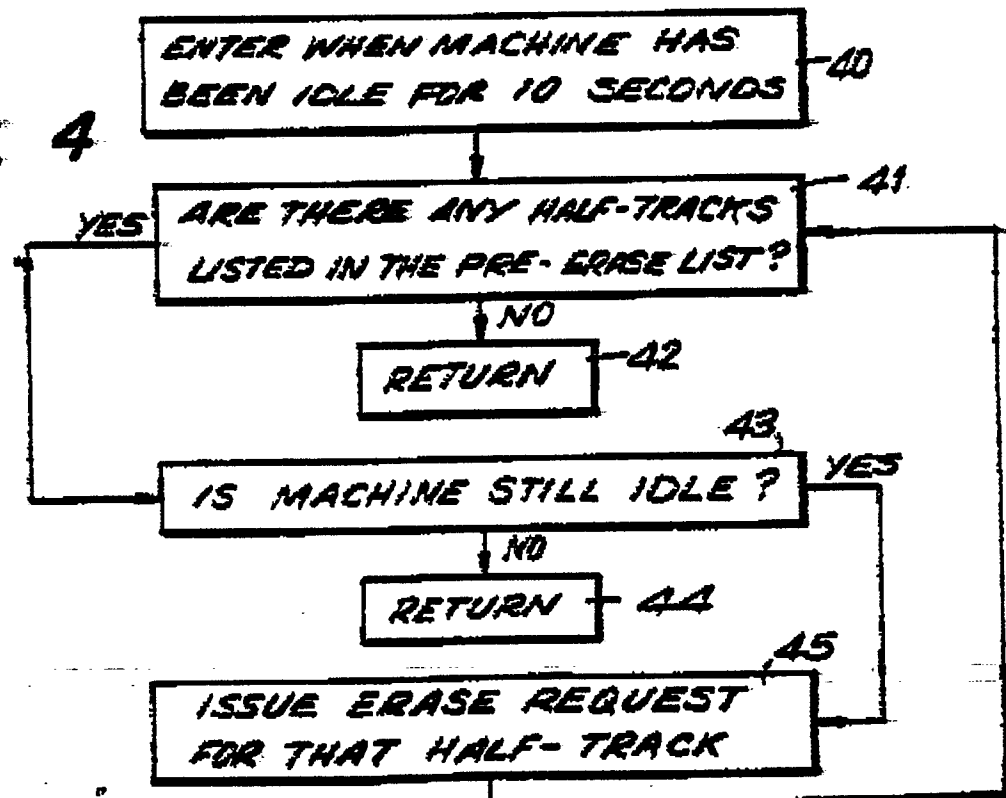 ENTER WHEN MACHINE HAS
BEEN IDLE FOR 10 SECONDS
40
4
41
ARE THERE ANY HALF-TRACKS
LISTED IN THE PRE-ERASE LIST?
YES
NO
RETURN
42
43
IS MACHINE STILL IDLE?
YES
NO
RETURN
44
45
ISSUE ERASE REQUEST
FOR THAT HALF-TRACK